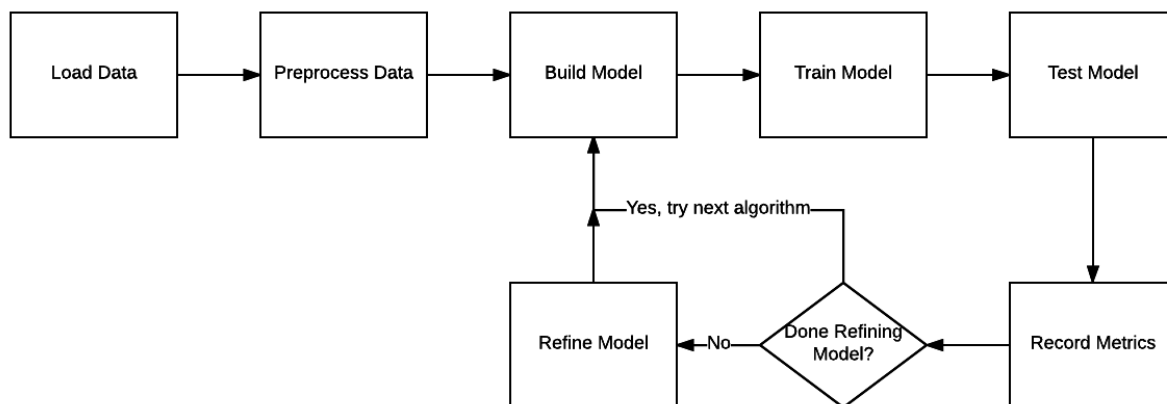 Load Data
Preprocess Data
Build Model
Train Model
Test Model
Yes, try next algorithm
Refine Model
No
Done Refining
Model?
Record Metrics